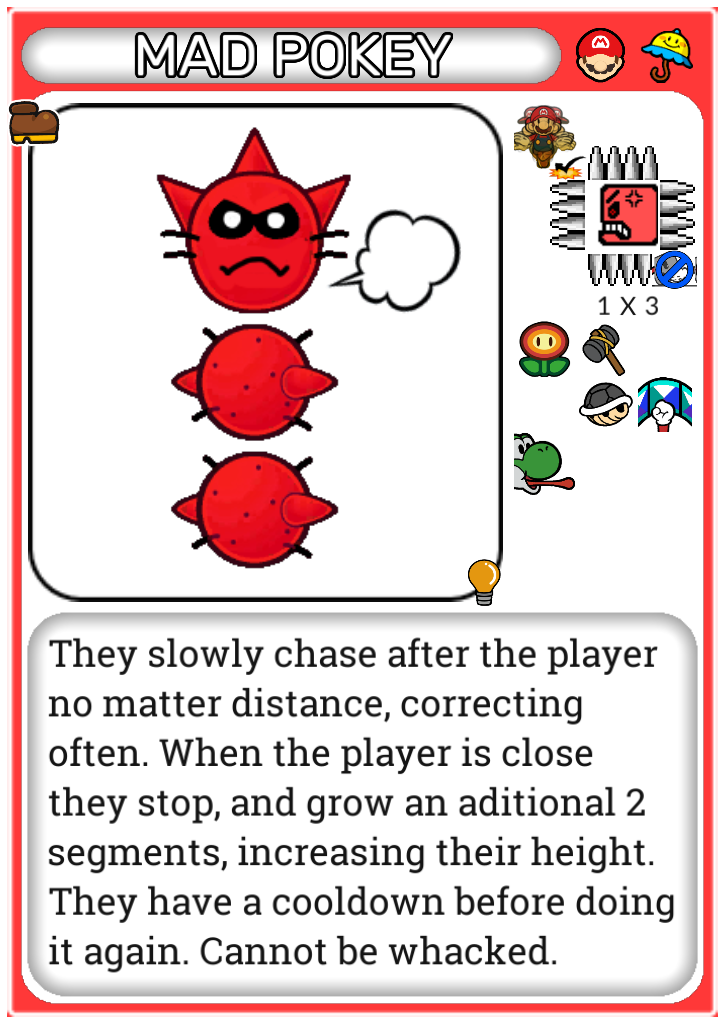 MAD POKEY
1 X 3
They slowly chase after the player
no matter distance, correcting
often. When the player is close
they stop, and grow an aditional 2
segments, increasing their height.
They have a cooldown before doing
it again. Cannot be whacked.